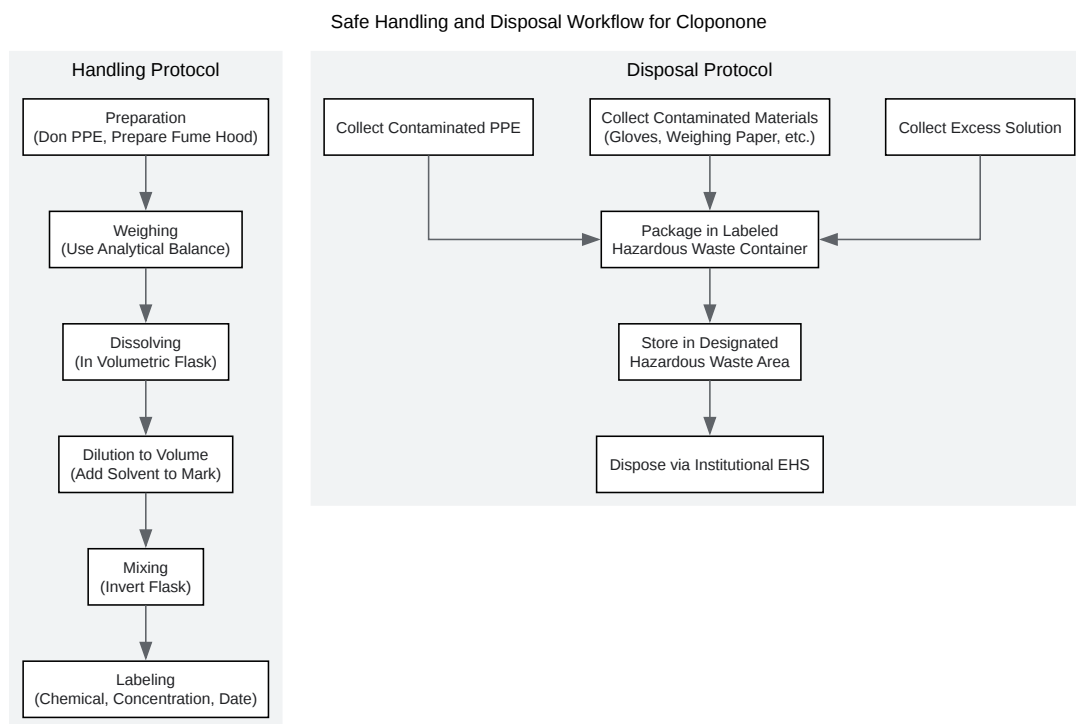 Safe Handling and Disposal Workflow for Cloponone
Handling Protocol
Preparation
(Don PPE, Prepare Fume Hood)
Weighing
(Use Analytical Balance)
Dissolving
(In Volumetric Flask)
Dilution to Volume
(Add Solvent to Mark)
Mixing
(Invert Flask)
Labeling
(Chemical, Concentration, Date)
Disposal Protocol
Collect Contaminated PPE
Collect Contaminated Materials
(Gloves, Weighing Paper, etc.)
Collect Excess Solution
Package in Labeled
Hazardous Waste Container
Store in Designated
Hazardous Waste Area
Dispose via Institutional EHS